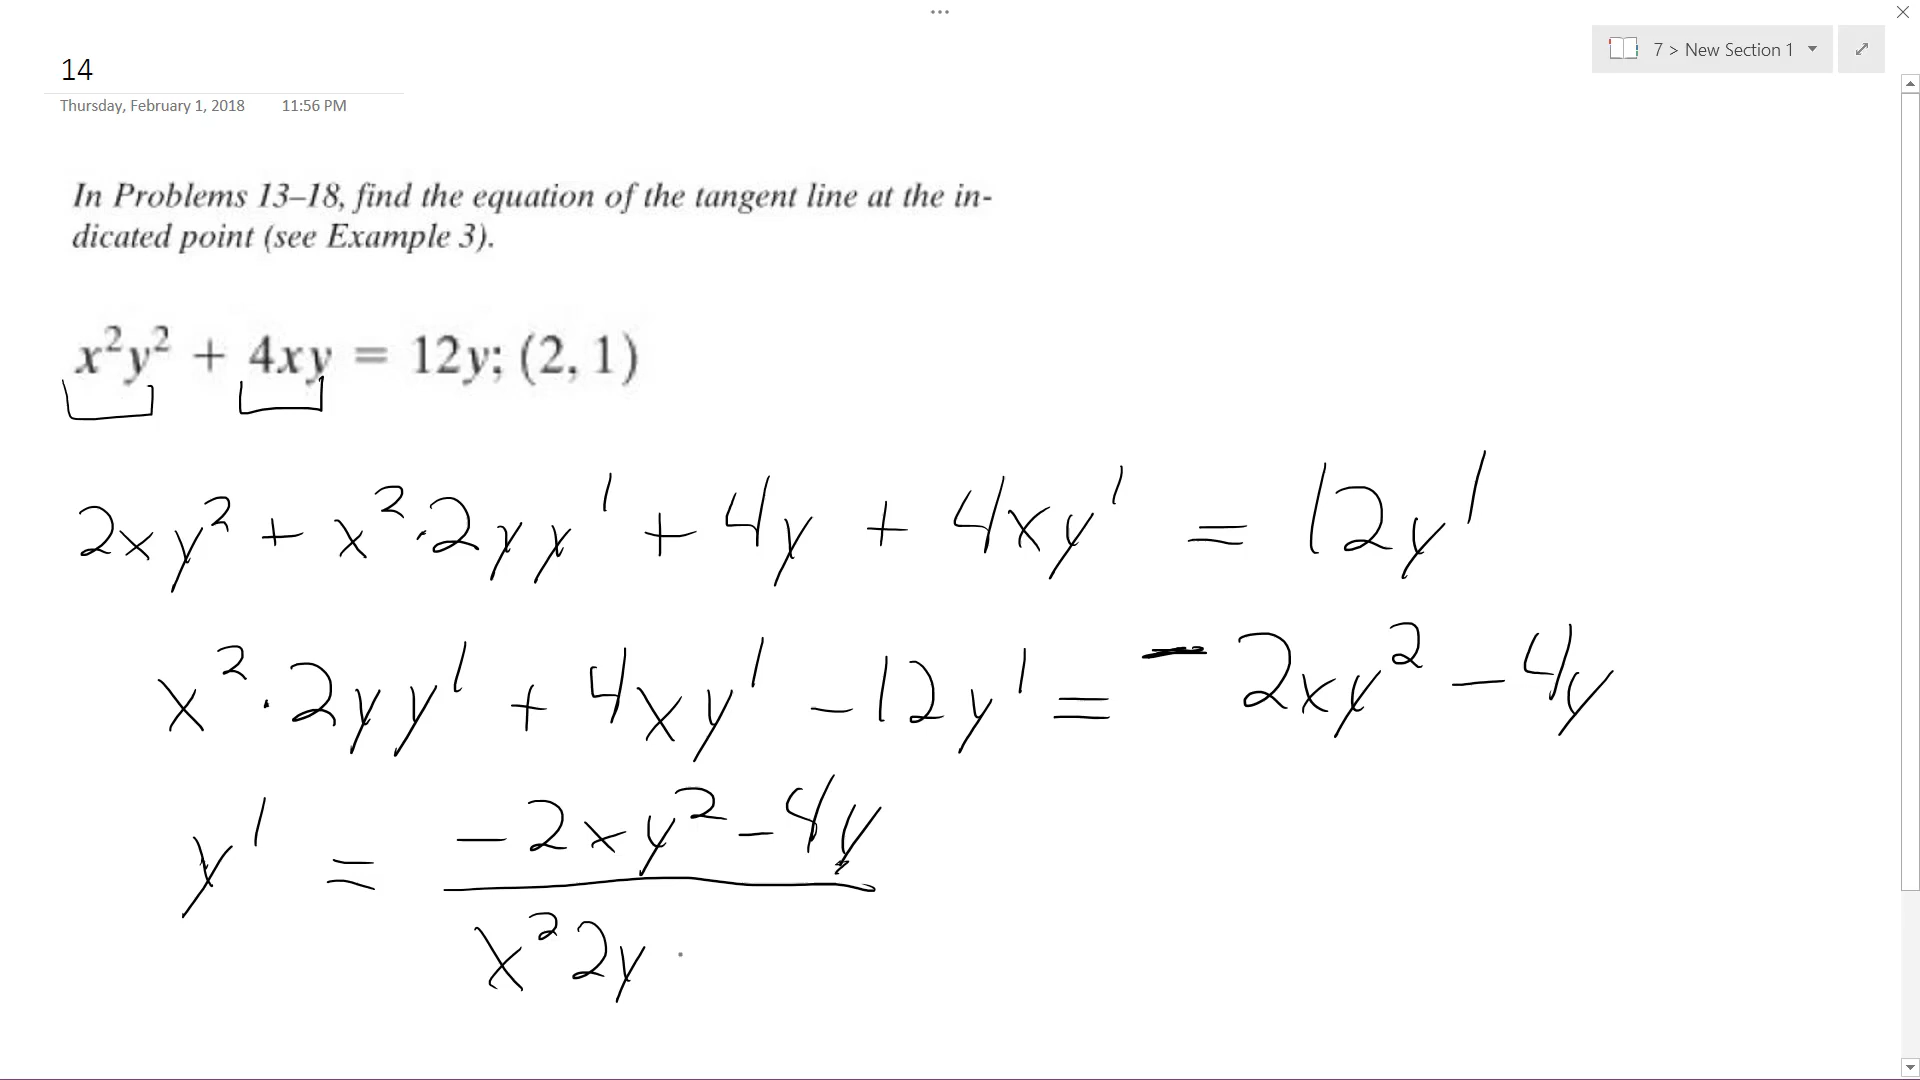 7 > New Section 1
14
Thursday, February 1, 2018 11:56 PM
In Problems 13–18, find the equation of the tangent line at the in-
dicated point (see Example 3).
x²y² + 4xy = 12y; (2, 1)
2xy² + x²·2yy' + 4y + 4xy' = 12y'
x²·2yy' + 4xy' − 12y' = −2xy² − 4y
y' = −2xy² − 4y
x²2y